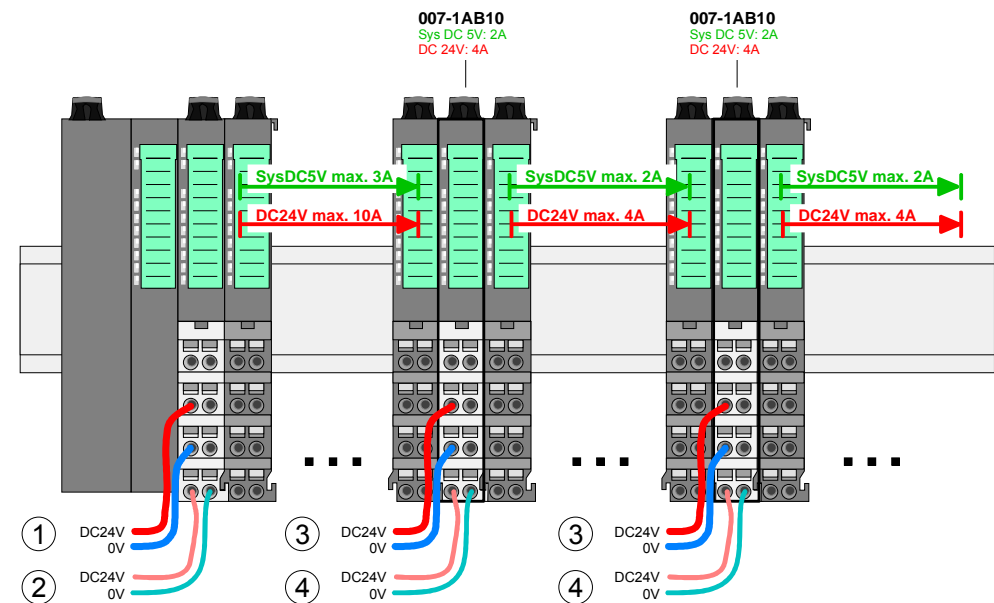 007-1AB10
Sys DC 5V: 2A
DC 24V: 4A
007-1AB10
Sys DC 5V: 2A
DC 24V: 4A
SysDC5V max. 3A
SysDC5V max. 2A
SysDC5V max. 2A
DC24V max. 10A
DC24V max. 4A
DC24V max. 4A
1
DC24V
0V
3
DC24V
0V
3
DC24V
0V
2
DC24V
0V
4
DC24V
0V
4
DC24V
0V